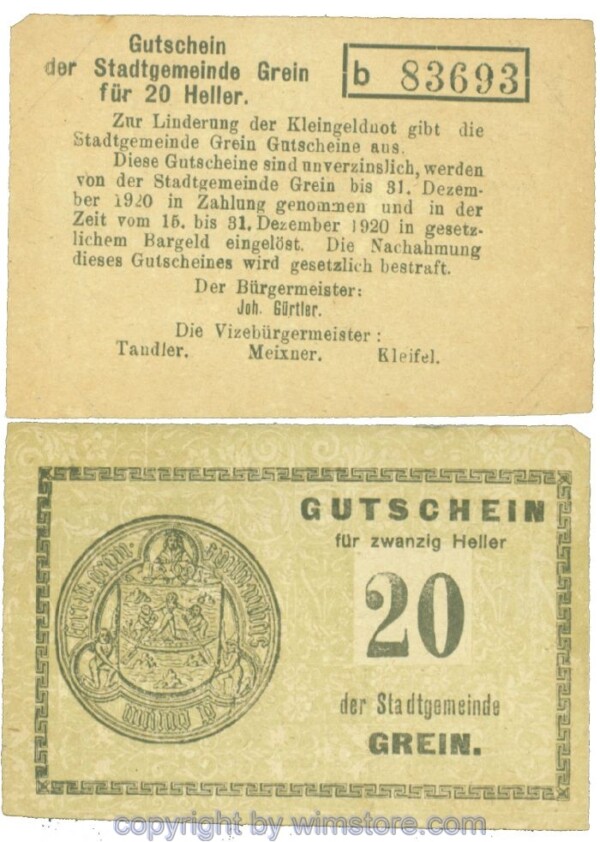 Gutschein
der Stadtgemeinde Grein
für 20 Heller.
b 83693
Zur Linderung der Kleingeldnot gibt die
Stadtgemeinde Grein Gutscheine aus.
Diese Gutscheine sind unverzinslich, werden
von der Stadtgemeinde Grein bis 31. Dezem-
ber 1920 in Zahlung genommen und in der
Zeit vom 15. bis 31. Dezember 1920 in gesetz-
lichem Bargeld eingelöst. Die Nachahmung
dieses Gutscheines wird gesetzlich bestraft.
Der Bürgermeister:
Joh. Gürtler.
Die Vizebürgermeister:
Tandler. Meixner. Kleifel.
GUTSCHEIN
für zwanzig Heller
20
der Stadtgemeinde
GREIN.
copyright by wimstore.com